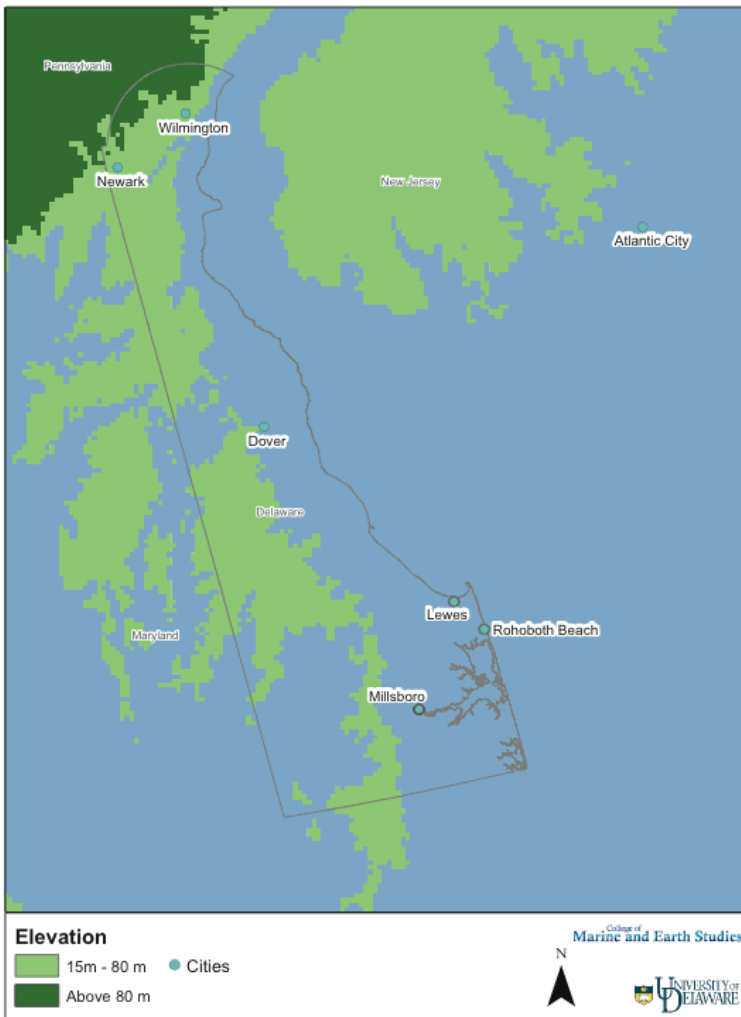 Pennsylvania
Wilmington
Newark
New Jersey
Atlantic City
Dover
Delaware
Lewes
Rohoboth Beach
Maryland
Millsboro
Elevation
15m - 80 m
Cities
Above 80 m
College of
Marine and Earth Studies
N
UNIVERSITY OF
DELAWARE